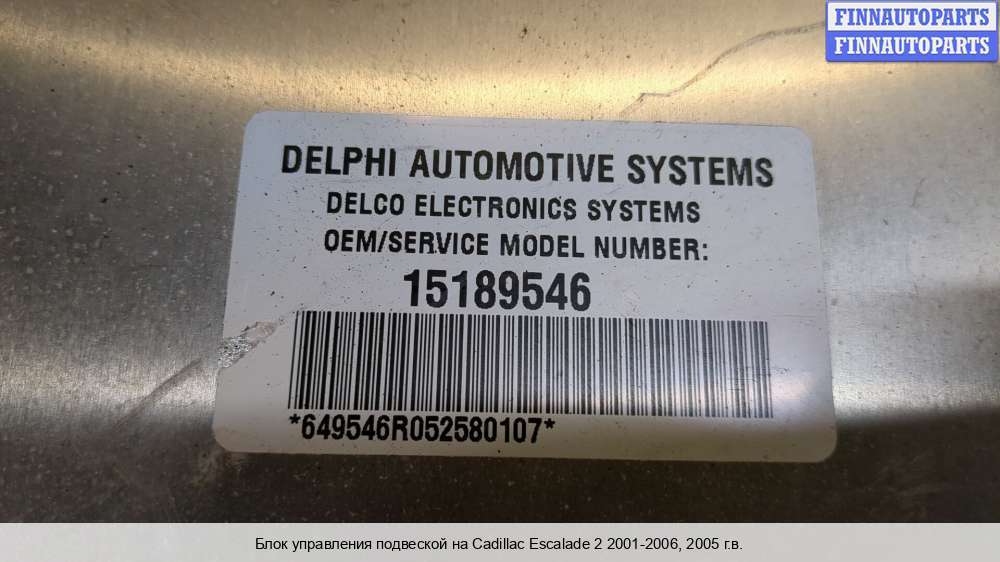 FINNAUTOPARTS
FINNAUTOPARTS
DELPHI AUTOMOTIVE SYSTEMS
DELCO ELECTRONICS SYSTEMS
OEM/SERVICE MODEL NUMBER:
15189546
*649546R052580107*
Блок управления подвеской на Cadillac Escalade 2 2001-2006, 2005 г.в.